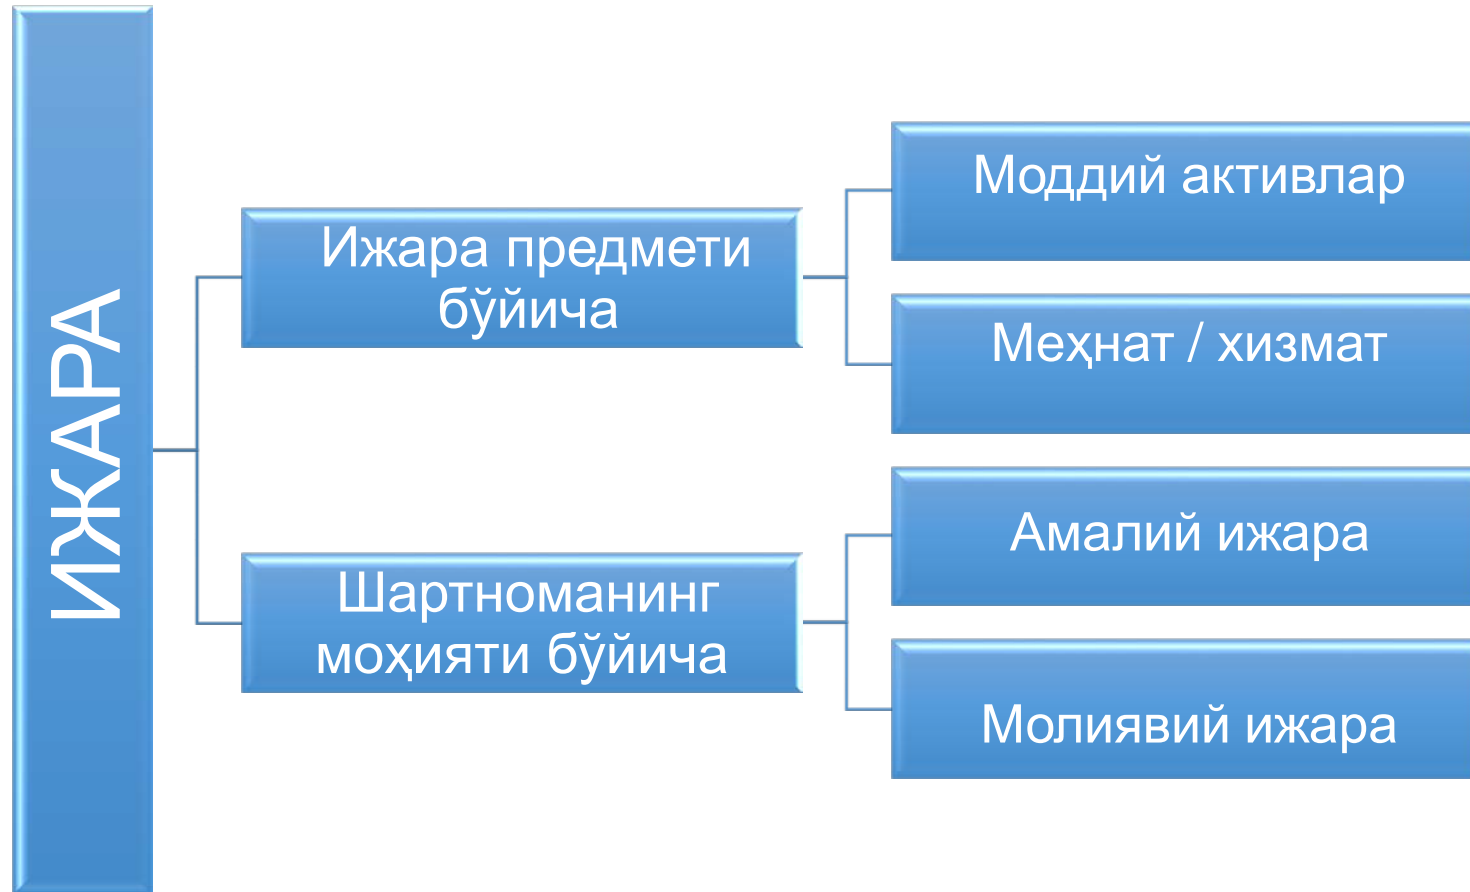 ИЖАРА
Ижара предмети
бўйича
Моддий активлар
Меҳнат / хизмат
Шартноманинг
моҳияти бўйича
Амалий ижара
Молиявий ижара